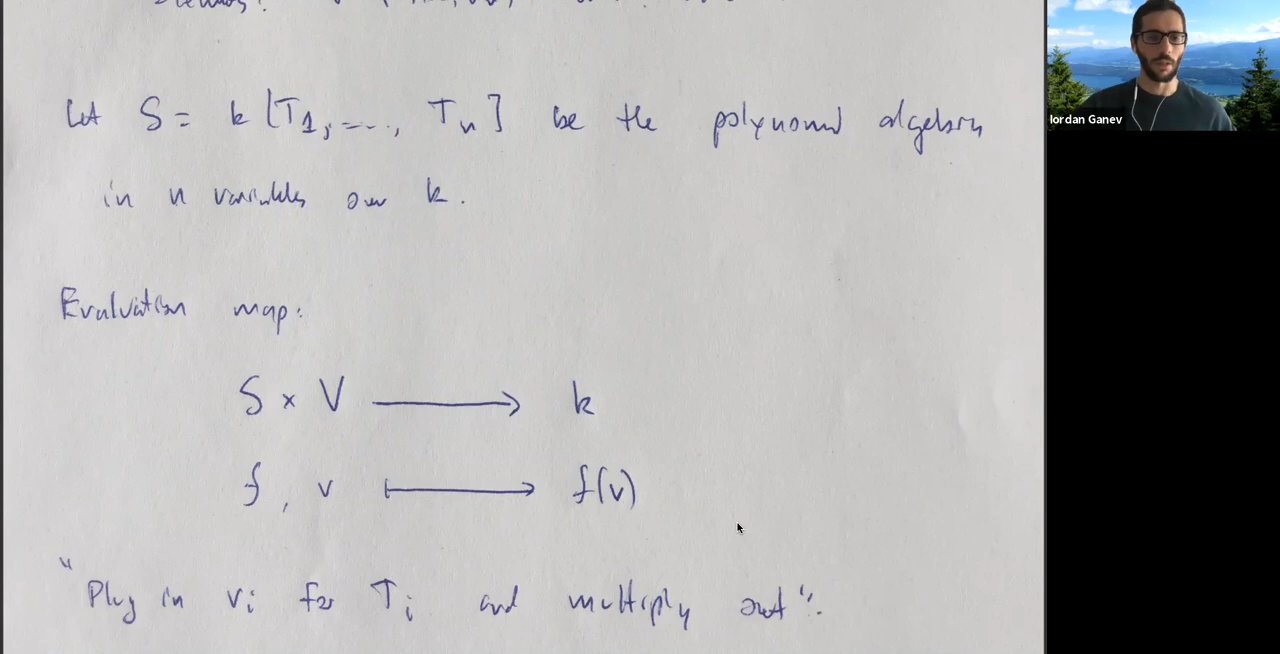 Let S = k [T1, ..., Tn] be the polynomial algebra
in n variables over k.
Evaluation map:
S × V ⟶ k
f, v ⟼ f(v)
"Plug in vi for Ti and multiply out".
Iordan Ganev